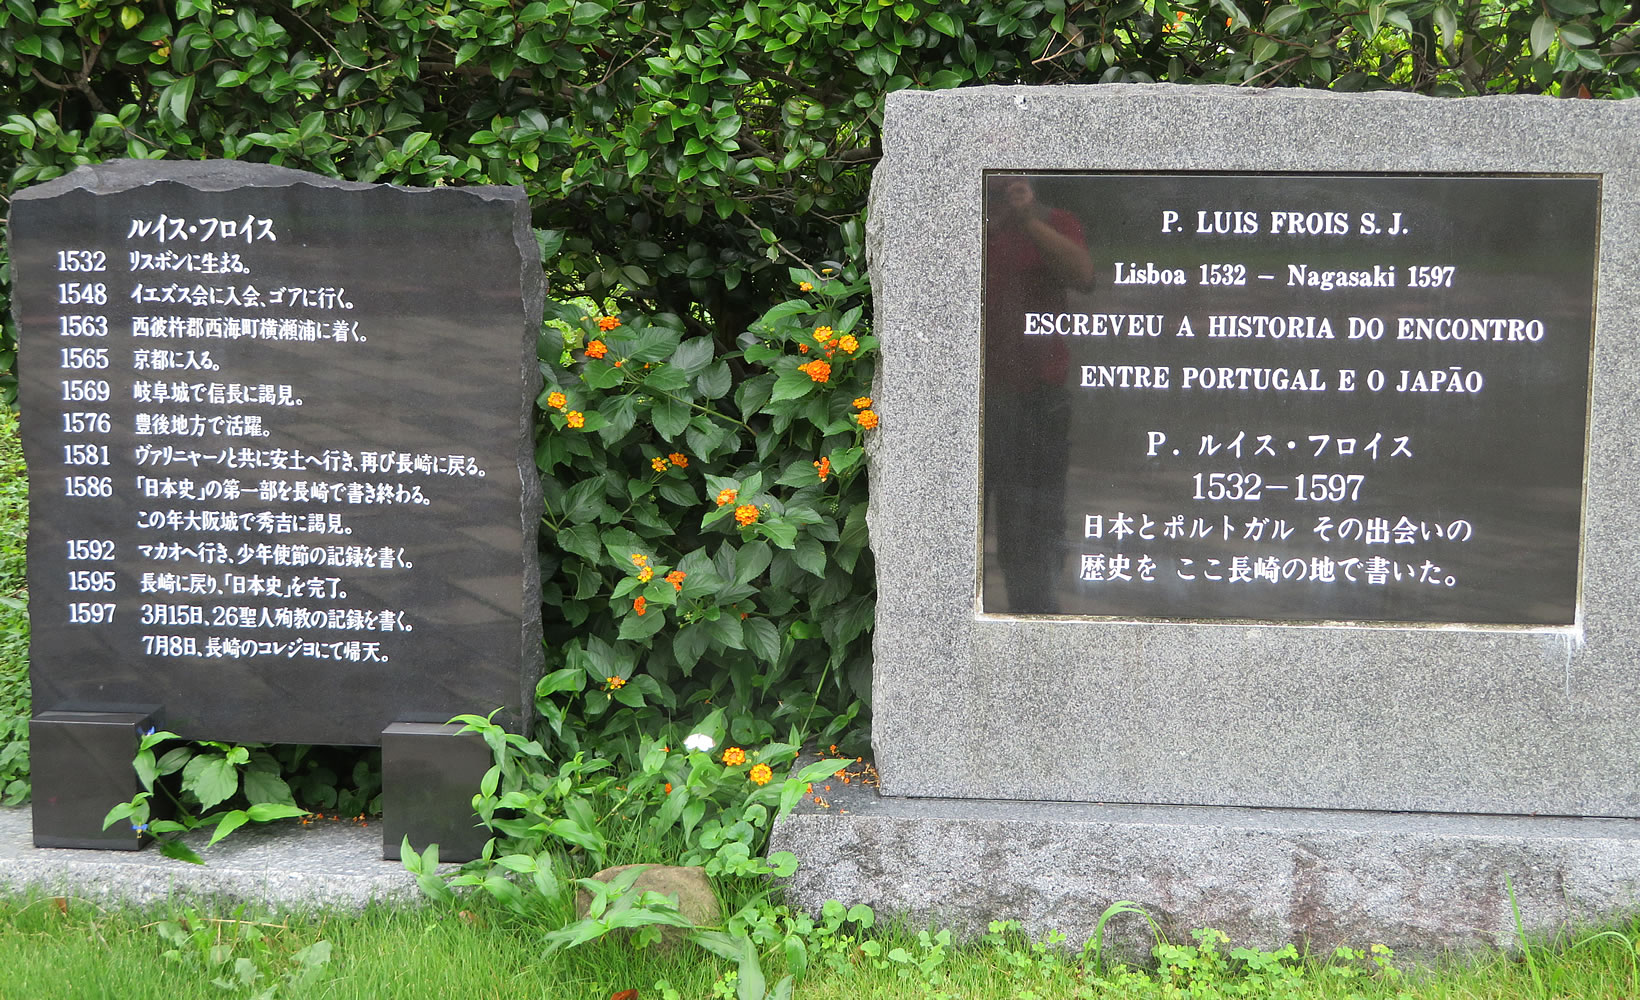 ルイス・フロイス
1532 リスボンに生まる。
1548 イエズス会に入会、ゴアに行く。
1563 西彼杵郡西海町横瀬浦に着く。
1565 京都に入る。
1569 岐阜城で信長に謁見。
1576 豊後地方で活躍。
1581 ヴァリニャーノと共に安土へ行き、再び長崎に戻る。
1586 「日本史」の第一部を長崎で書き終わる。
この年大阪城で秀吉に謁見。
1592 マカオへ行き、少年使節の記録を書く。
1595 長崎に戻り、「日本史」を完了。
1597 3月15日、26聖人殉教の記録を書く。
7月8日、長崎のコレジヨにて帰天。
P. LUIS FROIS S. J.
Lisboa 1532 – Nagasaki 1597
ESCREVEU A HISTORIA DO ENCONTRO
ENTRE PORTUGAL E O JAPÃO
P. ルイス・フロイス
1532−1597
日本とポルトガル その出会いの
歴史を ここ長崎の地で書いた。